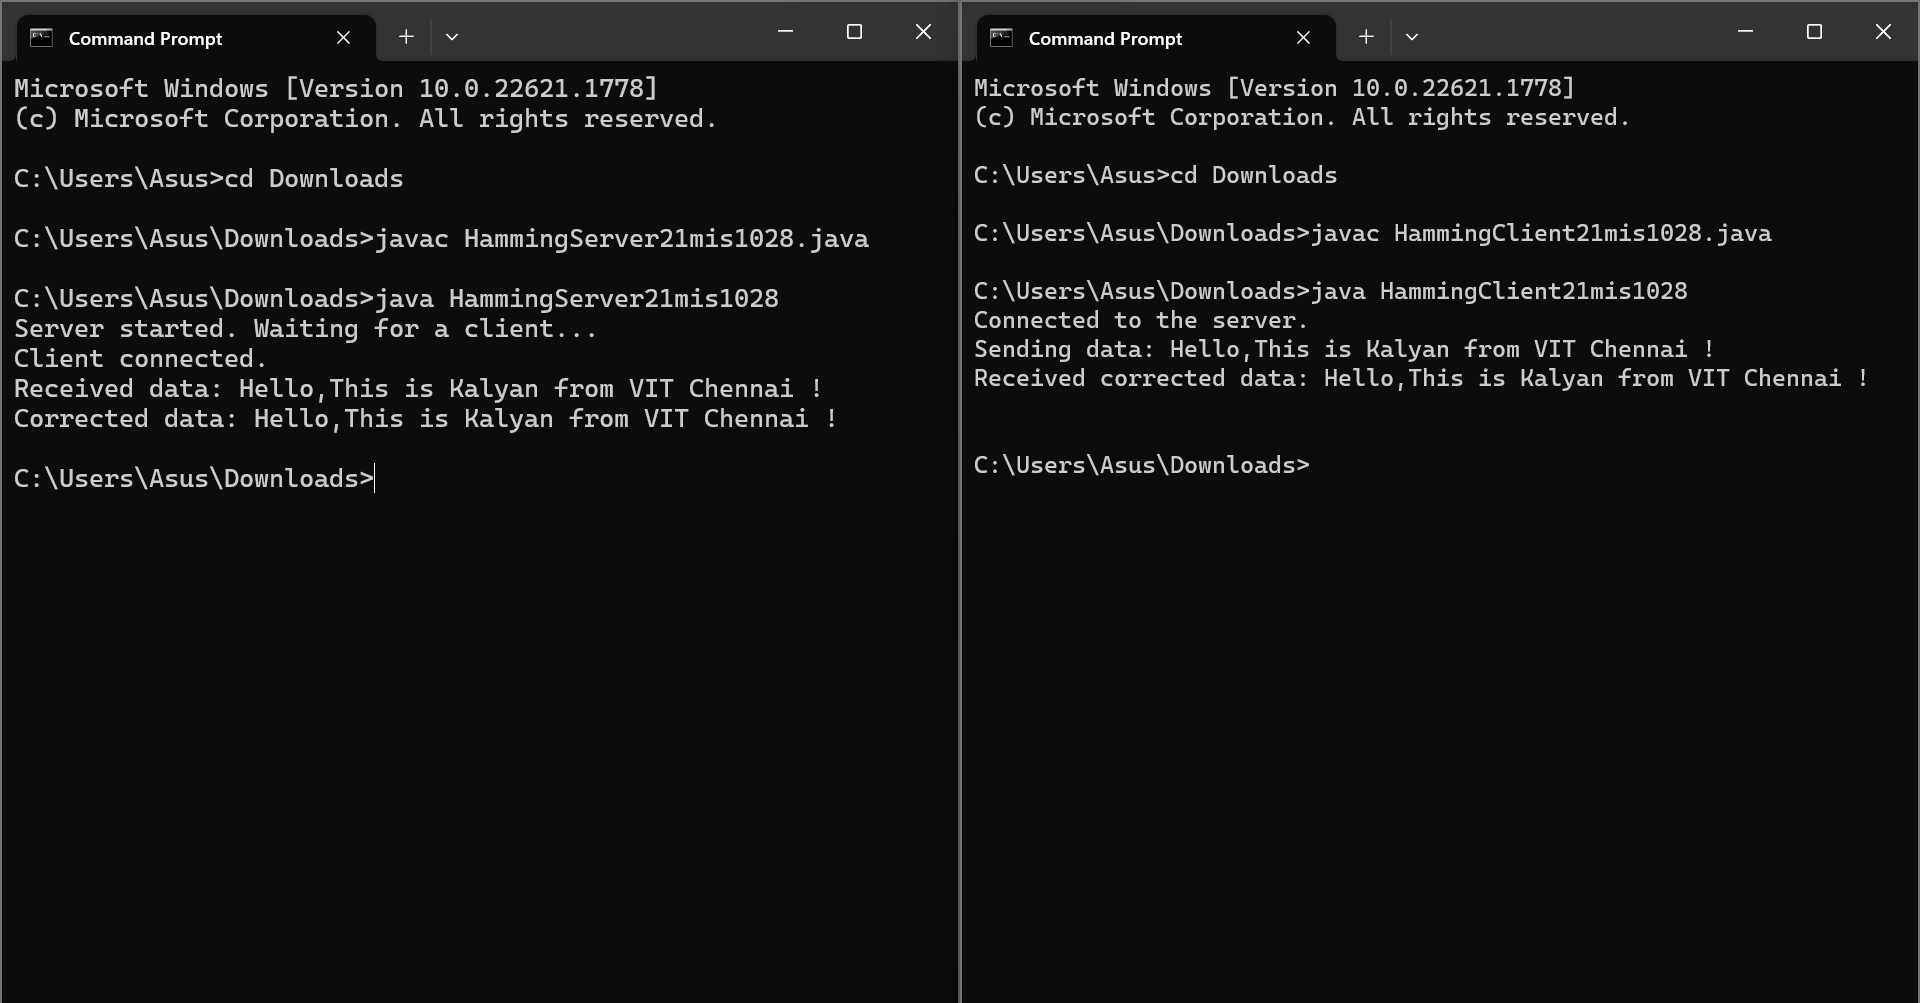 Command Prompt
Microsoft Windows [Version 10.0.22621.1778]
(c) Microsoft Corporation. All rights reserved.
C:\Users\Asus>cd Downloads
C:\Users\Asus\Downloads>javac HammingServer21mis1028.java
C:\Users\Asus\Downloads>java HammingServer21mis1028
Server started. Waiting for a client...
Client connected.
Received data: Hello,This is Kalyan from VIT Chennai !
Corrected data: Hello,This is Kalyan from VIT Chennai !
C:\Users\Asus\Downloads>
Command Prompt
Microsoft Windows [Version 10.0.22621.1778]
(c) Microsoft Corporation. All rights reserved.
C:\Users\Asus>cd Downloads
C:\Users\Asus\Downloads>javac HammingClient21mis1028.java
C:\Users\Asus\Downloads>java HammingClient21mis1028
Connected to the server.
Sending data: Hello,This is Kalyan from VIT Chennai !
Received corrected data: Hello,This is Kalyan from VIT Chennai !
C:\Users\Asus\Downloads>